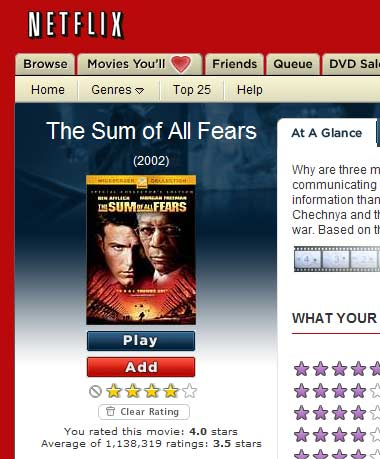 NETFLIX
Browse Movies You'll Friends Queue DVD Sal
Home Genres Top 25 Help
The Sum of All Fears
(2002)
WIDESCREEN COLLECTION
SPECIAL COLLECTOR'S EDITION
BEN AFFLECK MORGAN FREEMAN
THE SUM OF ALL FEARS
Play
Add
Clear Rating
You rated this movie: 4.0 stars
Average of 1,138,319 ratings: 3.5 stars
At A Glance
Why are three m
communicating
information than
Chechnya and th
war. Based on th
WHAT YOUR